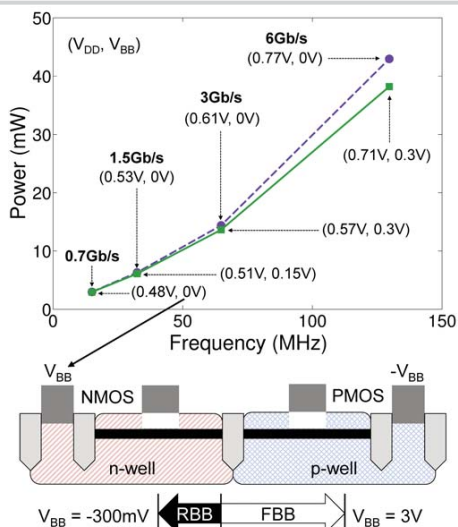 (VDD, VBB)
6Gb/s
(0.77V, 0V)
3Gb/s
(0.61V, 0V)
1.5Gb/s
(0.53V, 0V)
(0.71V, 0.3V)
0.7Gb/s
(0.57V, 0.3V)
(0.51V, 0.15V)
(0.48V, 0V)
Power (mW)
50
40
30
20
10
0
0
50
100
150
Frequency (MHz)
VBB
NMOS
PMOS
-VBB
n-well
p-well
VBB = -300mV
RBB
FBB
VBB = 3V